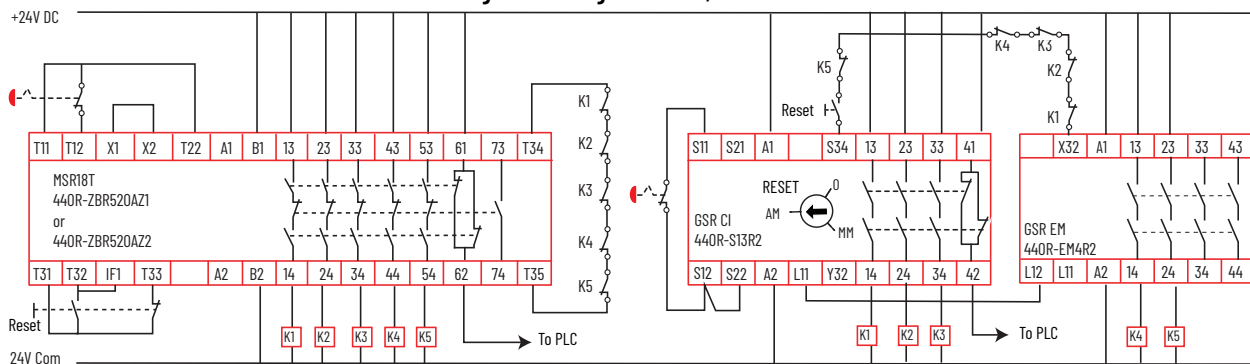 +24V DC
K4 K3
K5 K2
K1
Reset
K1
K2
K3
K4
K5
T11 T12 X1 X2 T22 A1 B1 13 23 33 43 53 61 73 T34
MSR18T
440R-ZBR520AZ1
or
440R-ZBR520AZ2
T31 T32 IF1 T33 A2 B2 14 24 34 44 54 62 74 T35
Reset
K1 K2 K3 K4 K5
To PLC
S11 S21 A1 S34 13 23 33 41
RESET
O
AM
MM
GSR CI
440R-S13R2
S12 S22 A2 L11 Y32 14 24 34 42
K1 K2 K3
To PLC
X32 A1 13 23 33 43
GSR EM
440R-EM4R2
L12 L11 A2 14 24 34 44
K4 K5
24V Com